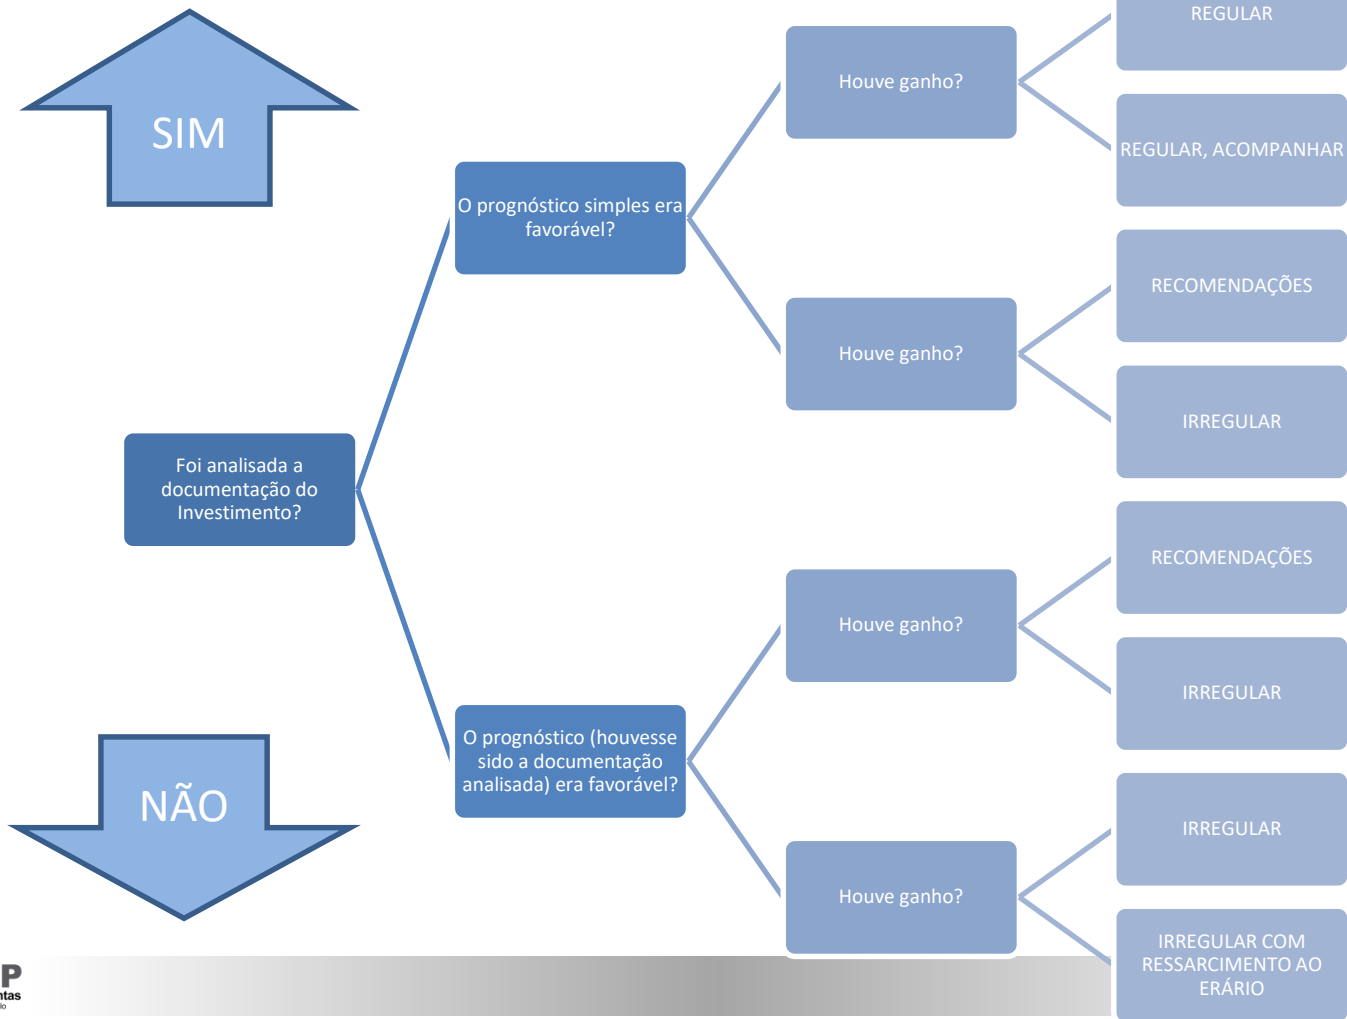 SIM
NÃO
Foi analisada a
documentação do
Investimento?
O prognóstico simples era
favorável?
O prognóstico (houvesse
sido a documentação
analisada) era favorável?
Houve ganho?
Houve ganho?
Houve ganho?
Houve ganho?
REGULAR
REGULAR, ACOMPANHAR
RECOMENDAÇÕES
IRREGULAR
RECOMENDAÇÕES
IRREGULAR
IRREGULAR
IRREGULAR COM
RESSARCIMENTO AO
ERÁRIO